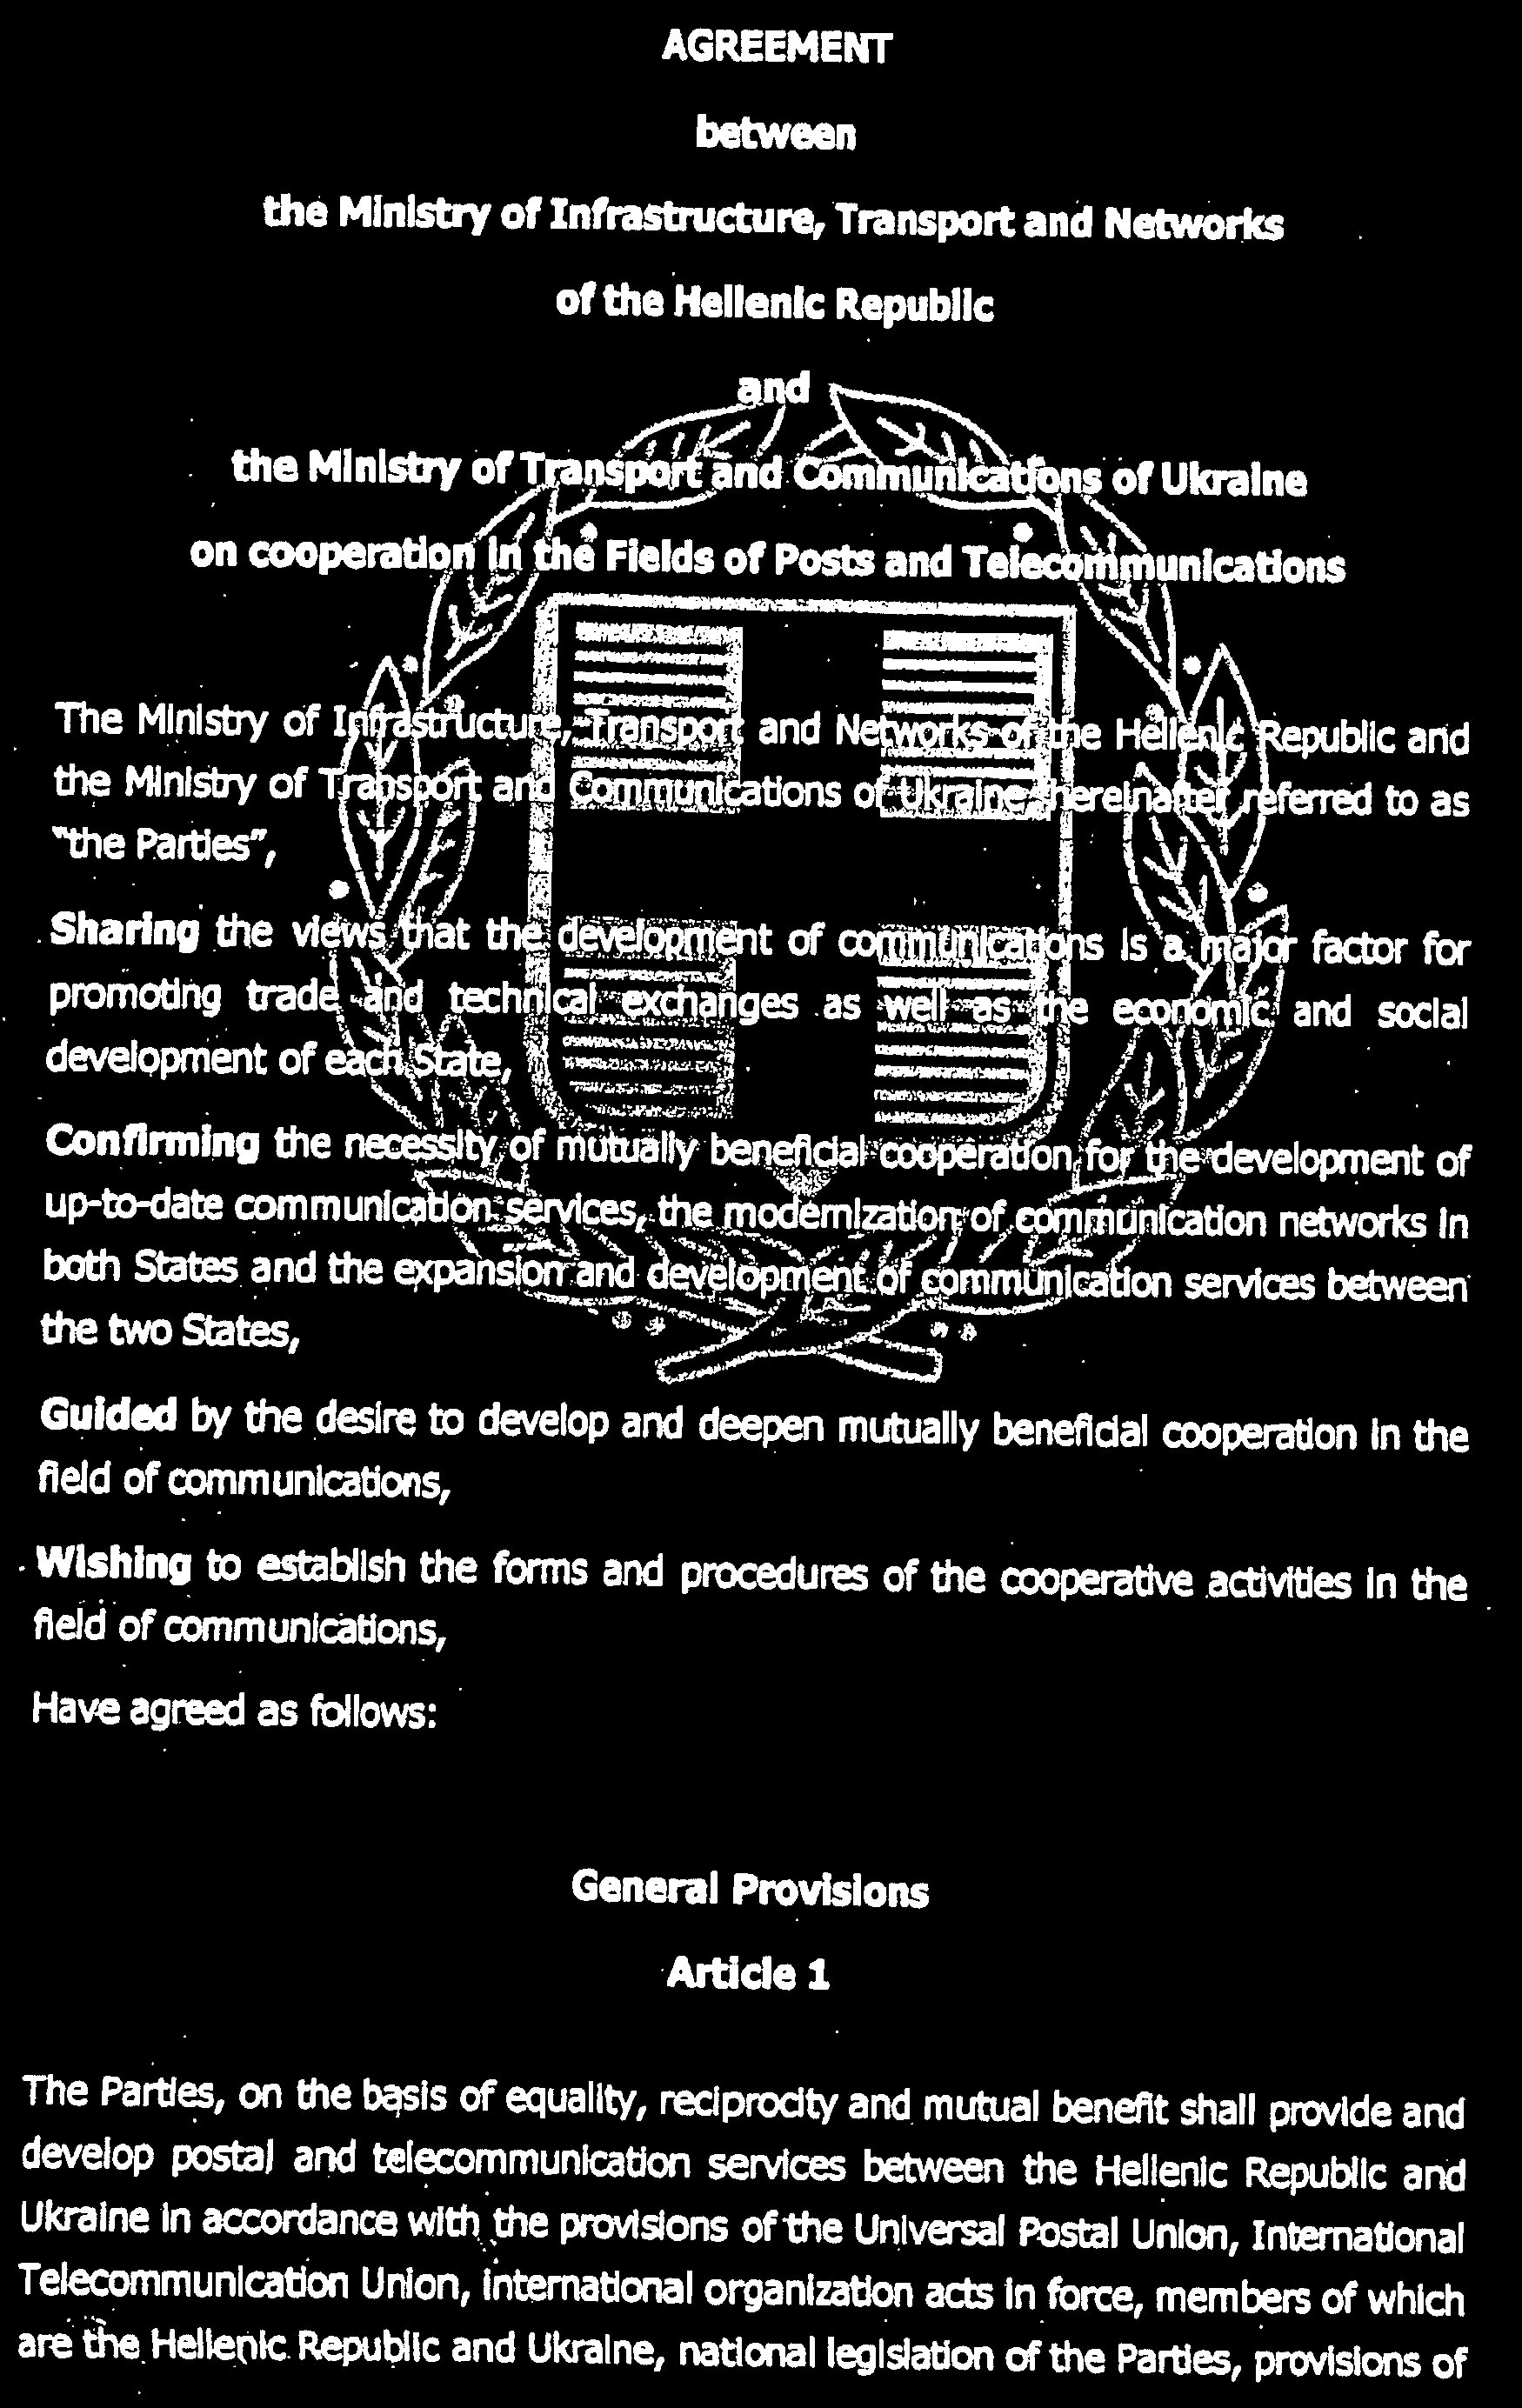 AGREEMENT
between
the Ministry of Infrastructure, Transport and Networks
of the Hellenic Republic
and
the Ministry of Transport and Communications of Ukraine
on cooperation in the Fields of Posts and Telecommunications
The Ministry of Infrastructure, Transport and Networks of the Hellenic Republic and
the Ministry of Transport and Communications of Ukraine, hereinafter referred to as
"the Parties",
Sharing the views that the development of communications is a major factor for
promoting trade and technical exchanges as well as the economic and social
development of each State,
Confirming the necessity of mutually beneficial cooperation for the development of
up-to-date communication services, the modernization of communication networks in
both States and the expansion and development of communication services between
the two States,
Guided by the desire to develop and deepen mutually beneficial cooperation in the
field of communications,
Wishing to establish the forms and procedures of the cooperative activities in the
field of communications,
Have agreed as follows:
General Provisions
Article 1
The Parties, on the basis of equality, reciprocity and mutual benefit shall provide and
develop postal and telecommunication services between the Hellenic Republic and
Ukraine in accordance with the provisions of the Universal Postal Union, International
Telecommunication Union, international organization acts in force, members of which
are the Hellenic Republic and Ukraine, national legislation of the Parties, provisions of